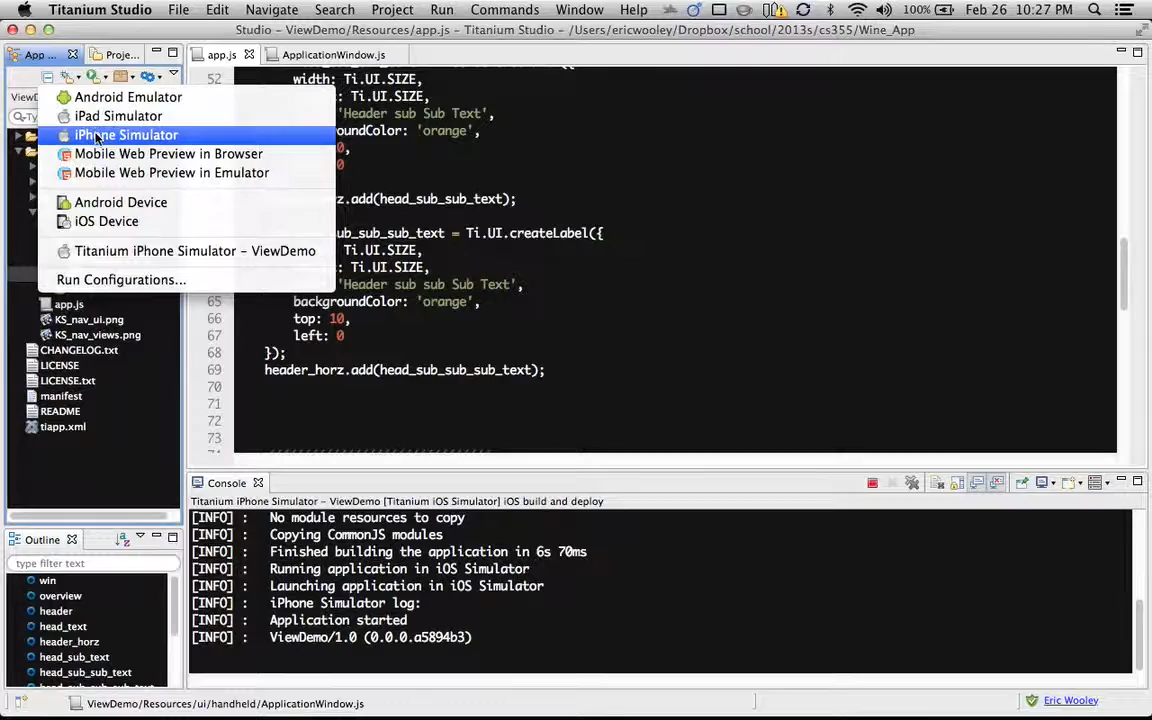 Titanium Studio File Edit Navigate Search Project Run Commands Window Help 100% Feb 26 10:27 PM
Studio – ViewDemo/Resources/app.js – Titanium Studio – /Users/ericwooley/Dropbox/school/2013s/cs355/Wine_App
App ... Proje...
app.js ApplicationWindow.js
Android Emulator
iPad Simulator
iPhone Simulator
Mobile Web Preview in Browser
Mobile Web Preview in Emulator
Android Device
iOS Device
Titanium iPhone Simulator – ViewDemo
Run Configurations...
app.js
KS_nav_ui.png
KS_nav_views.png
CHANGELOG.txt
LICENSE
LICENSE.txt
manifest
README
tiapp.xml
52 width: Ti.UI.SIZE,
: Ti.UI.SIZE,
'Header sub Sub Text',
roundColor: 'orange',
0,
0
z.add(head_sub_sub_text);
_sub_sub_text = Ti.UI.createLabel({
Ti.UI.SIZE,
: Ti.UI.SIZE,
'Header sub sub Sub Text',
65 backgroundColor: 'orange',
66 top: 10,
67 left: 0
68 });
69 header_horz.add(head_sub_sub_sub_text);
70
71
72
73
Console
Titanium iPhone Simulator – ViewDemo [Titanium iOS Simulator] iOS build and deploy
[INFO] : No module resources to copy
[INFO] : Copying CommonJS modules
[INFO] : Finished building the application in 6s 70ms
[INFO] : Running application in iOS Simulator
[INFO] : Launching application in iOS Simulator
[INFO] : iPhone Simulator log:
[INFO] : Application started
[INFO] : ViewDemo/1.0 (0.0.0.a5894b3)
Outline
type filter text
win
overview
header
head_text
header_horz
head_sub_text
head_sub_sub_text
ViewDemo/Resources/ui/handheld/ApplicationWindow.js
Eric Wooley